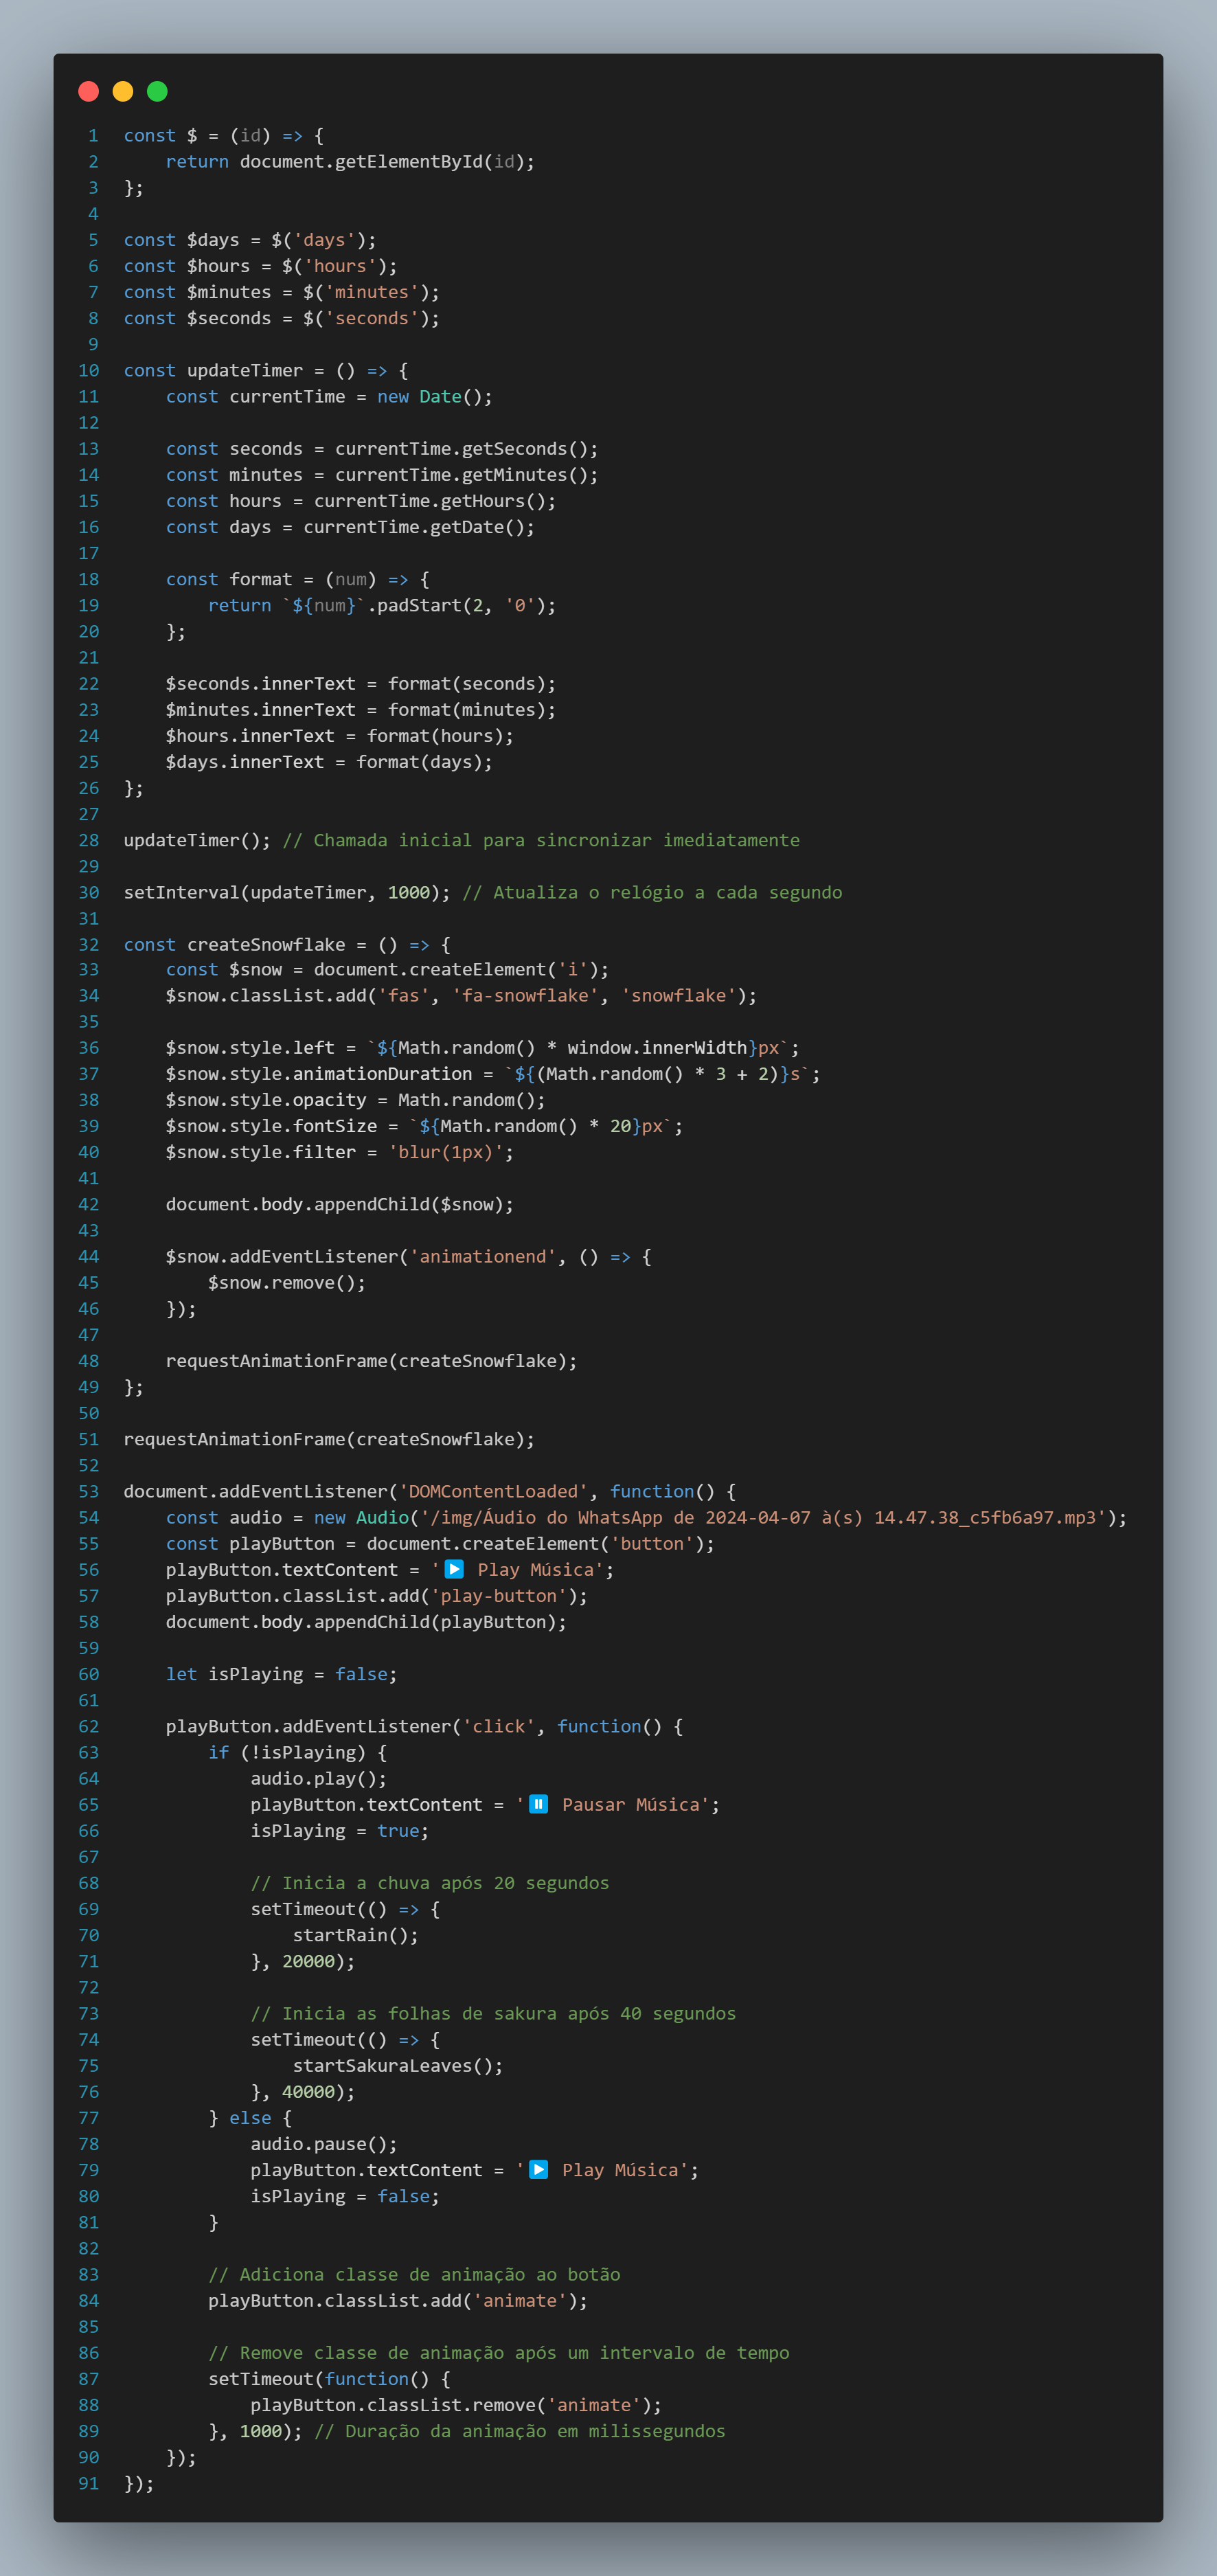 1 const $ = (id) => {
2     return document.getElementById(id);
3 };
4
5 const $days = $('days');
6 const $hours = $('hours');
7 const $minutes = $('minutes');
8 const $seconds = $('seconds');
9
10 const updateTimer = () => {
11     const currentTime = new Date();
12
13     const seconds = currentTime.getSeconds();
14     const minutes = currentTime.getMinutes();
15     const hours = currentTime.getHours();
16     const days = currentTime.getDate();
17
18     const format = (num) => {
19         return `${num}`.padStart(2, '0');
20     };
21
22     $seconds.innerText = format(seconds);
23     $minutes.innerText = format(minutes);
24     $hours.innerText = format(hours);
25     $days.innerText = format(days);
26 };
27
28 updateTimer(); // Chamada inicial para sincronizar imediatamente
29
30 setInterval(updateTimer, 1000); // Atualiza o relógio a cada segundo
31
32 const createSnowflake = () => {
33     const $snow = document.createElement('i');
34     $snow.classList.add('fas', 'fa-snowflake', 'snowflake');
35
36     $snow.style.left = `${Math.random() * window.innerWidth}px`;
37     $snow.style.animationDuration = `${(Math.random() * 3 + 2)}s`;
38     $snow.style.opacity = Math.random();
39     $snow.style.fontSize = `${Math.random() * 20}px`;
40     $snow.style.filter = 'blur(1px)';
41
42     document.body.appendChild($snow);
43
44     $snow.addEventListener('animationend', () => {
45         $snow.remove();
46     });
47
48     requestAnimationFrame(createSnowflake);
49 };
50
51 requestAnimationFrame(createSnowflake);
52
53 document.addEventListener('DOMContentLoaded', function() {
54     const audio = new Audio('/img/Áudio do WhatsApp de 2024-04-07 à(s) 14.47.38_c5fb6a97.mp3');
55     const playButton = document.createElement('button');
56     playButton.textContent = '▶️ Play Música';
57     playButton.classList.add('play-button');
58     document.body.appendChild(playButton);
59
60     let isPlaying = false;
61
62     playButton.addEventListener('click', function() {
63         if (!isPlaying) {
64             audio.play();
65             playButton.textContent = '⏸️ Pausar Música';
66             isPlaying = true;
67
68             // Inicia a chuva após 20 segundos
69             setTimeout(() => {
70                 startRain();
71             }, 20000);
72
73             // Inicia as folhas de sakura após 40 segundos
74             setTimeout(() => {
75                 startSakuraLeaves();
76             }, 40000);
77         } else {
78             audio.pause();
79             playButton.textContent = '▶️ Play Música';
80             isPlaying = false;
81         }
82
83         // Adiciona classe de animação ao botão
84         playButton.classList.add('animate');
85
86         // Remove classe de animação após um intervalo de tempo
87         setTimeout(function() {
88             playButton.classList.remove('animate');
89         }, 1000); // Duração da animação em milissegundos
90     });
91 });